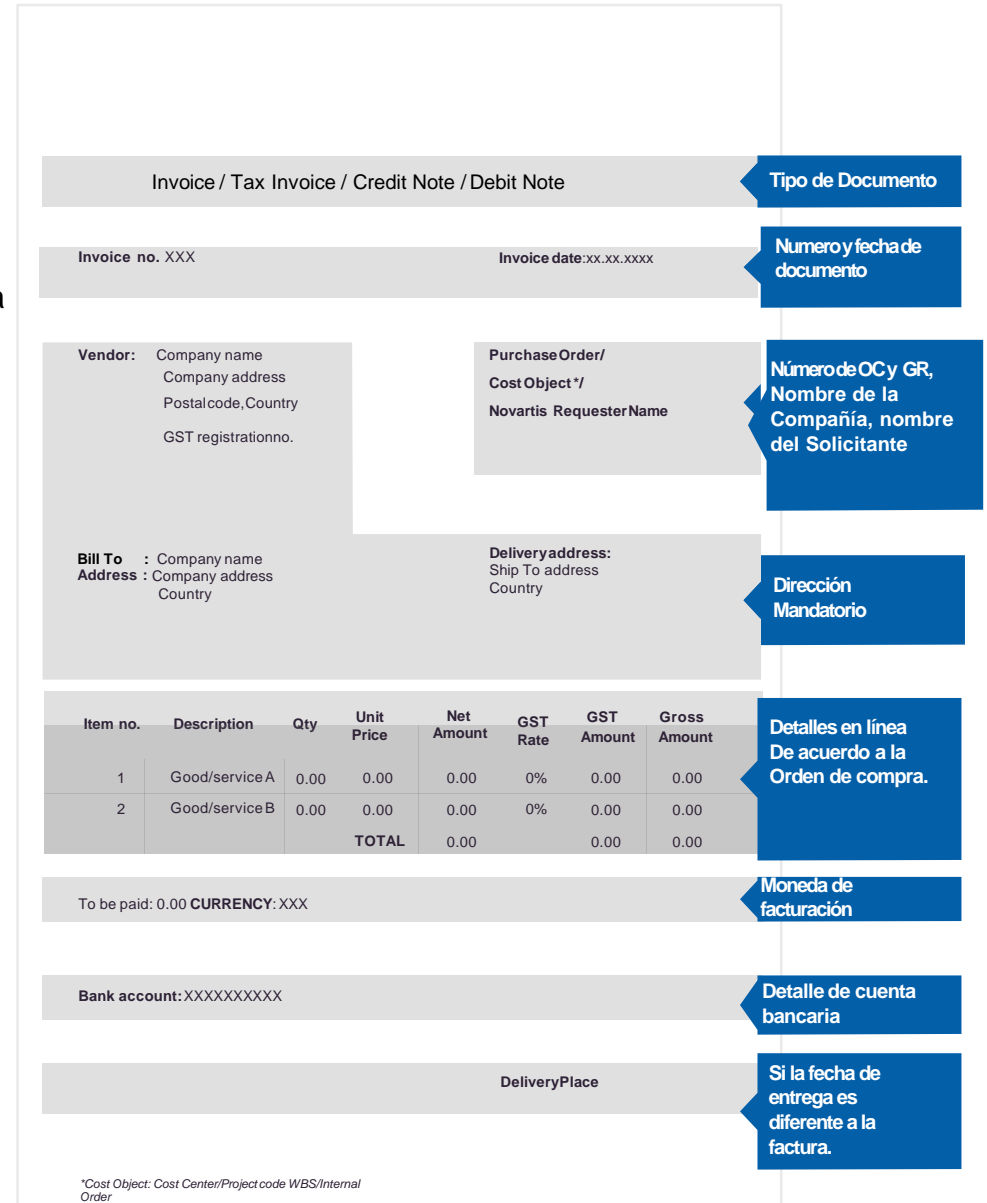 Invoice / Tax Invoice / Credit Note / Debit Note
Tipo de Documento
Invoice no. XXX
Invoice date:xx.xx.xxxx
Numero y fecha de
documento
a
Vendor: Company name
Company address
Postal code, Country
GST registration no.
Purchase Order/
Cost Object */
Novartis Requester Name
Número de OC y GR,
Nombre de la
Compañía, nombre
del Solicitante
Bill To : Company name
Address : Company address
Country
Delivery address:
Ship To address
Country
Dirección
Mandatorio
Item no. Description Qty Unit Price Net Amount GST Rate GST Amount Gross Amount
1 Good/service A 0.00 0.00 0.00 0% 0.00 0.00
2 Good/service B 0.00 0.00 0.00 0% 0.00 0.00
TOTAL 0.00 0.00 0.00
Detalles en línea
De acuerdo a la
Orden de compra.
To be paid: 0.00 CURRENCY: XXX
Moneda de
facturación
Bank account: XXXXXXXXXX
Detalle de cuenta
bancaria
Delivery Place
Si la fecha de
entrega es
diferente a la
factura.
*Cost Object: Cost Center/Project code WBS/Internal
Order